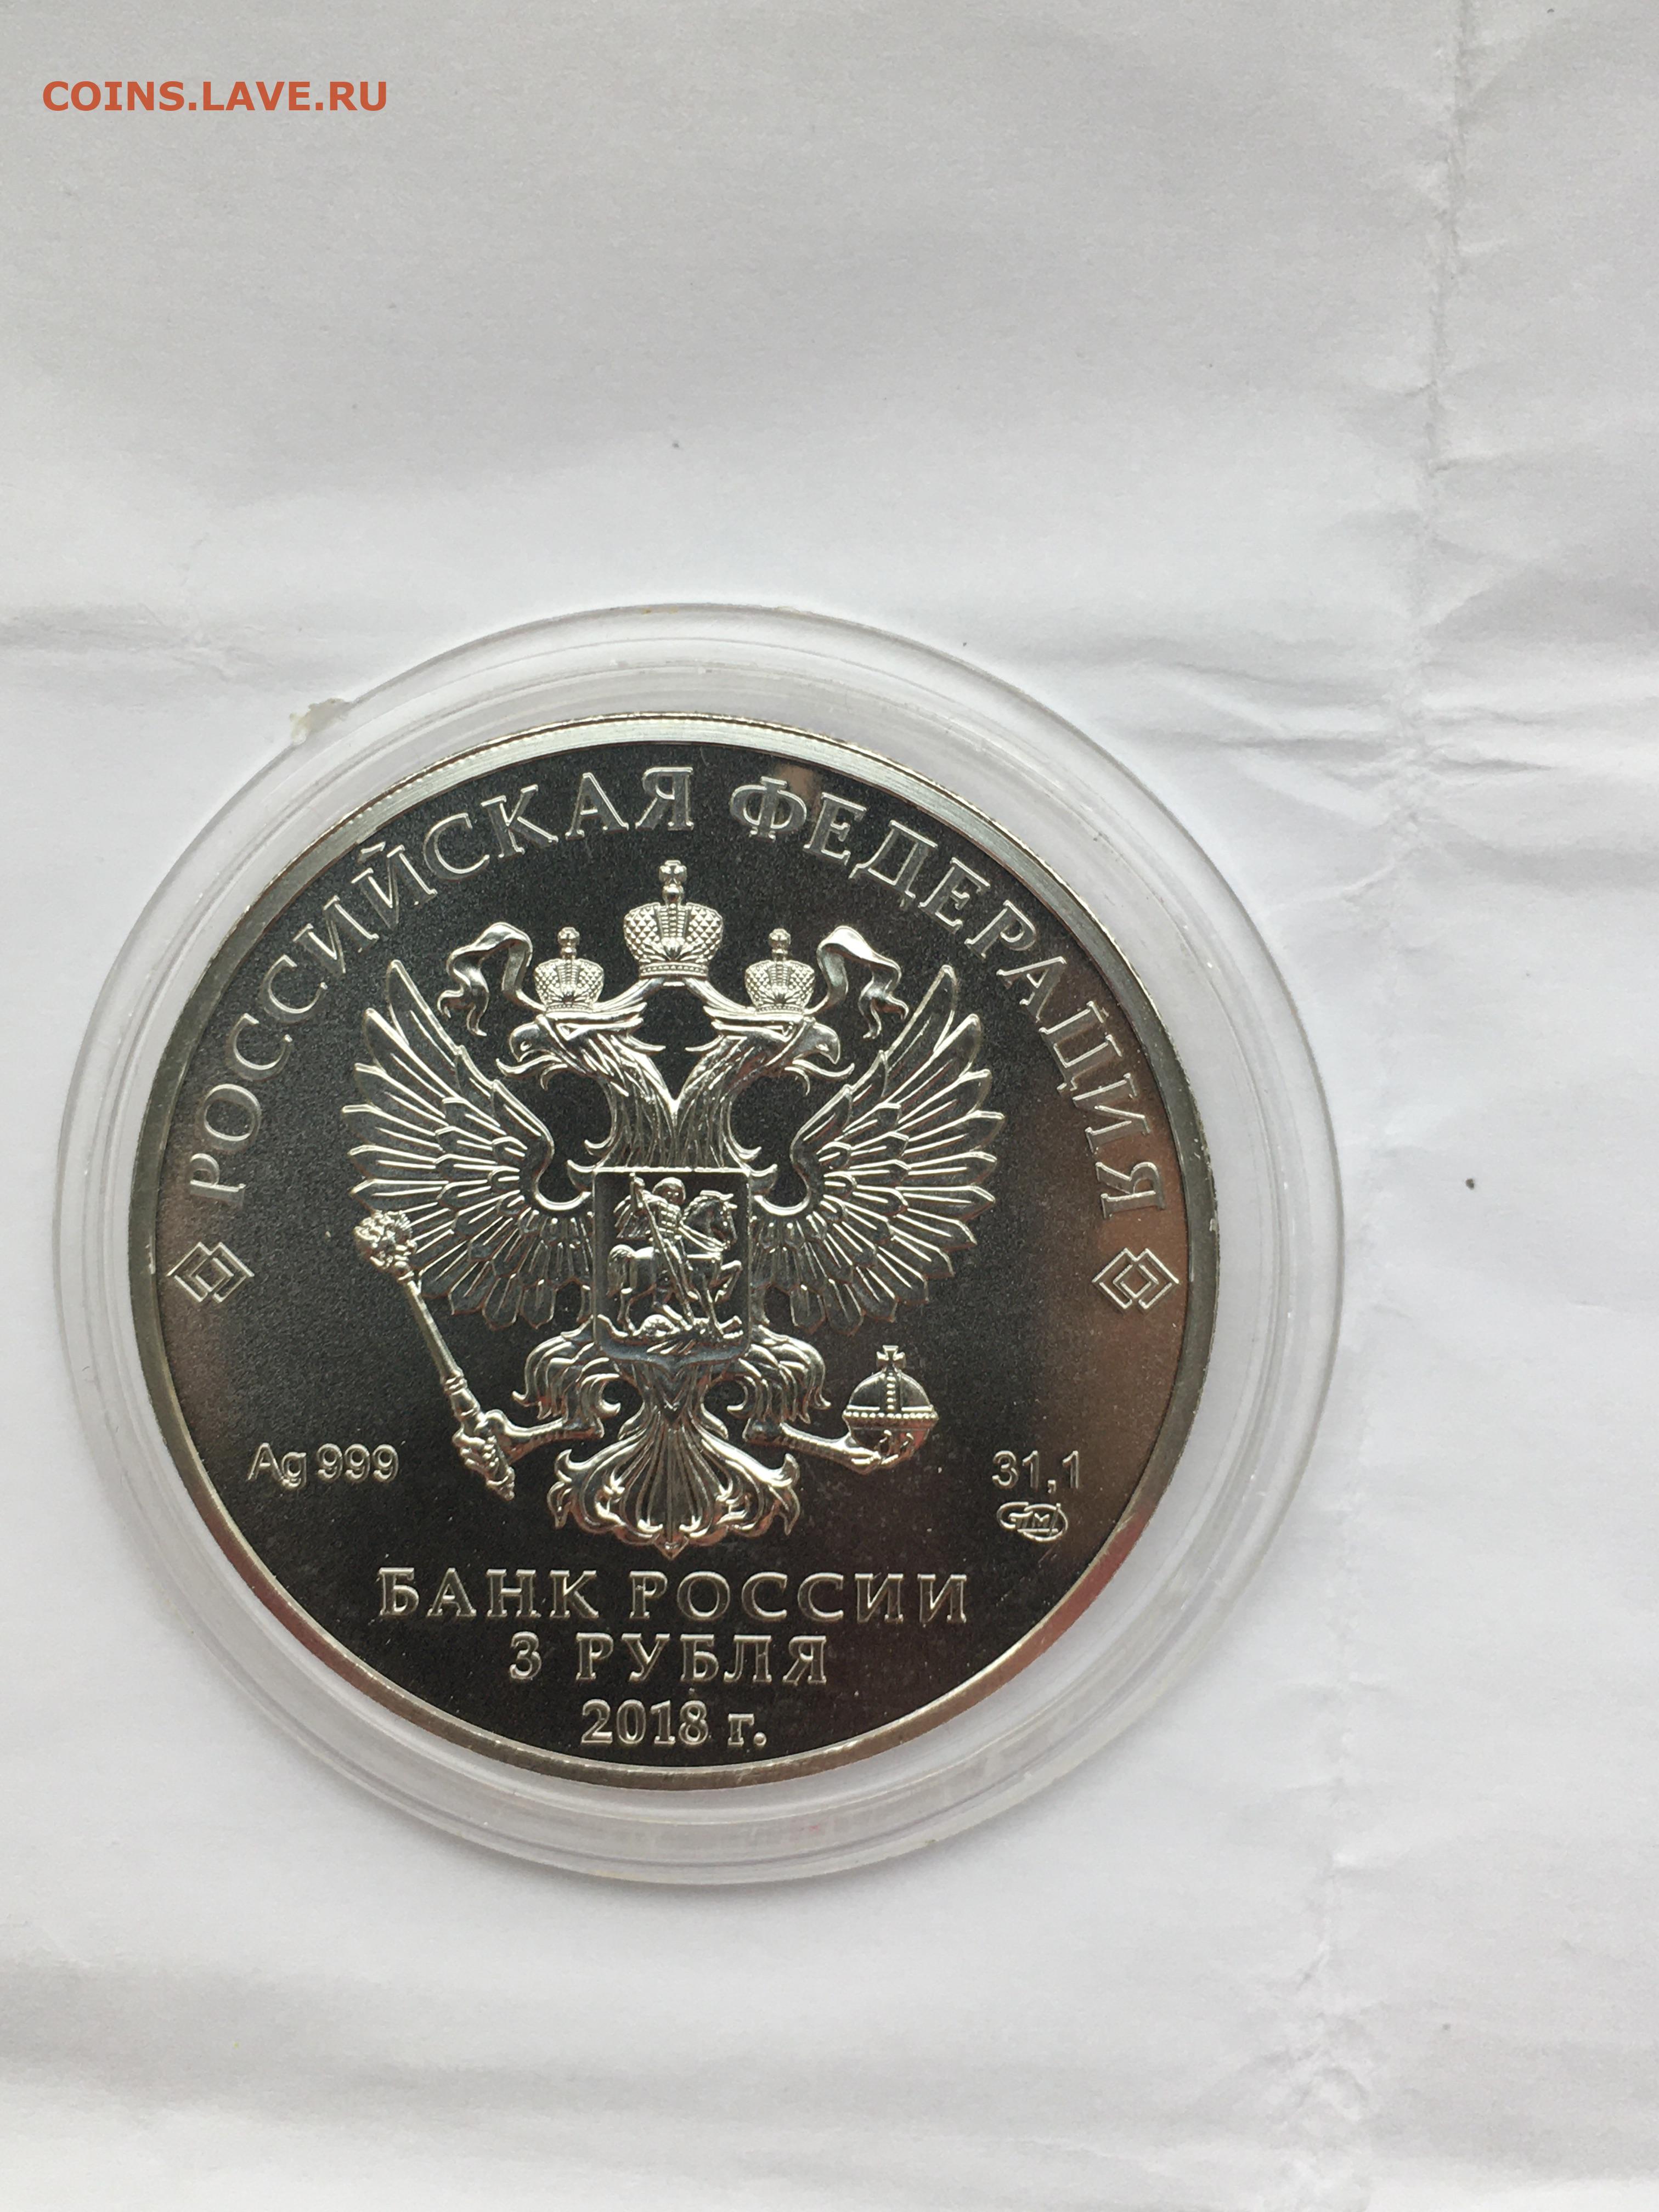 COINS.LAVE.RU
РОССИЙСКАЯ ФЕДЕРАЦИЯ
Ag 999
31,1
БАНК РОССИИ
3 РУБЛЯ
2018 г.